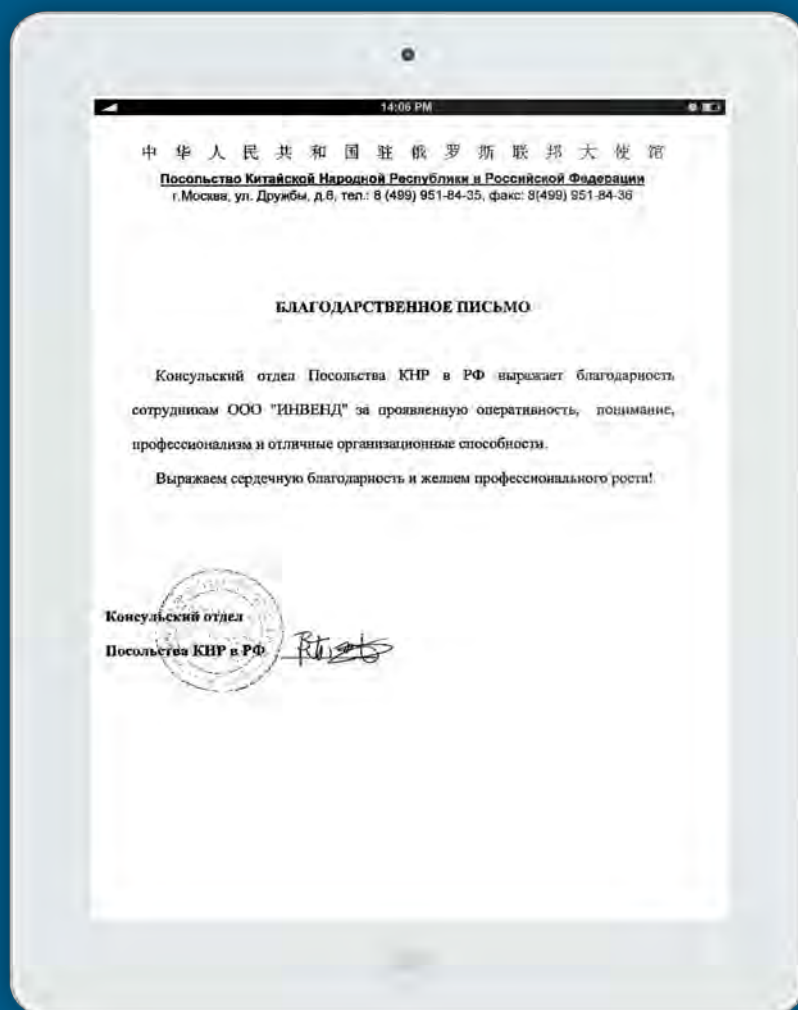 14:06 PM
中华人民共和国驻俄罗斯联邦大使馆
Посольство Китайской Народной Республики в Российской Федерации
г.Москва, ул. Дружбы, д.6, тел.: 8 (499) 951-84-35, факс: 8(499) 951-84-36
БЛАГОДАРСТВЕННОЕ ПИСЬМО
Консульский отдел Посольства КНР в РФ выражает благодарность
сотрудникам ООО "ИНВЕНД" за проявленную оперативность, понимание,
профессионализм и отличные организационные способности.
Выражаем сердечную благодарность и желаем профессионального роста!
Консульский отдел
Посольства КНР в РФ